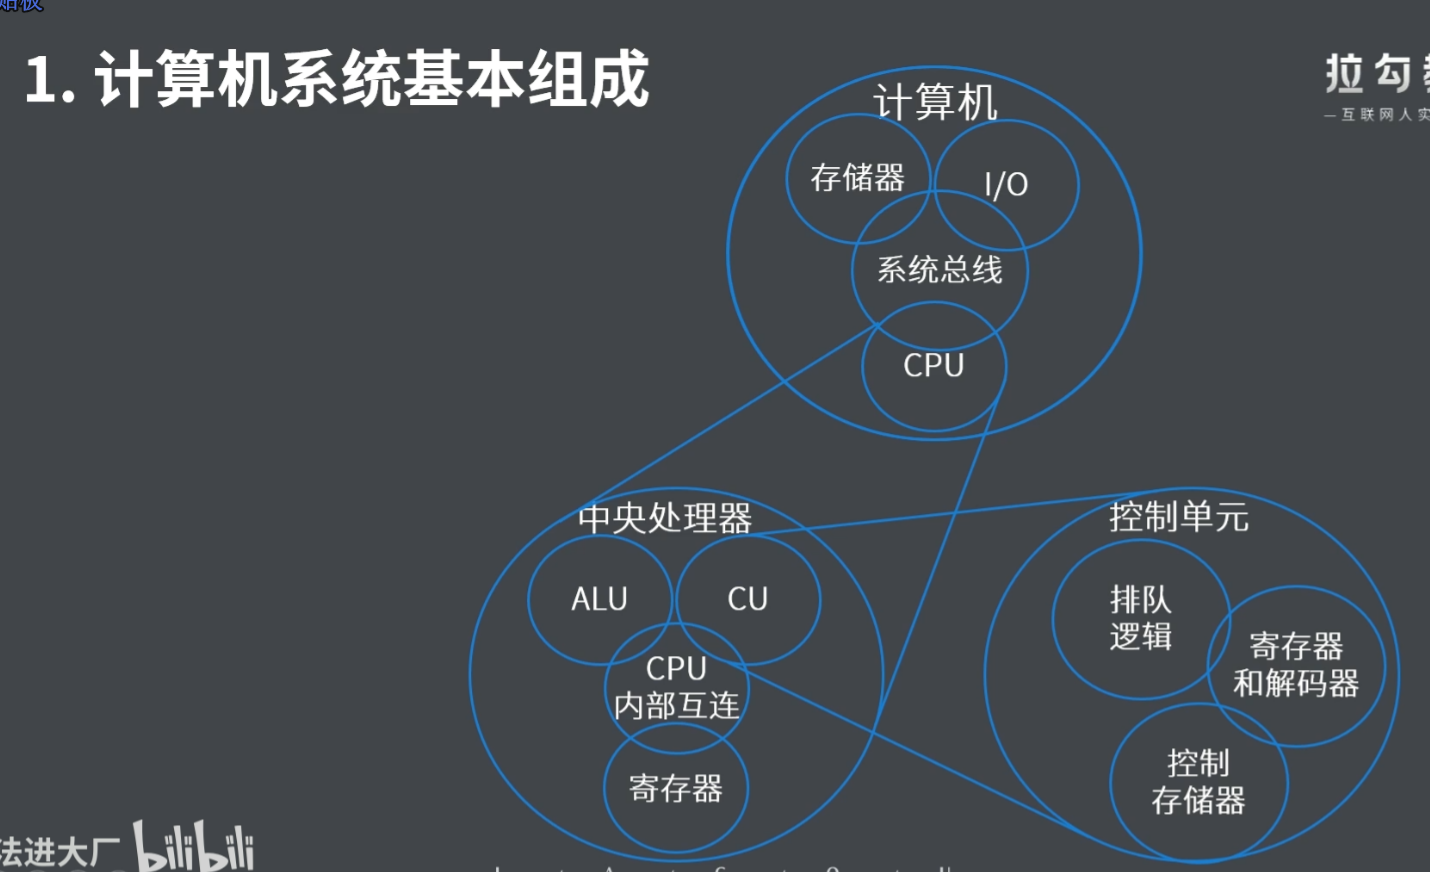 贴板
1. 计算机系统基本组成
拉勾教
—互联网人实
计算机
存储器
I/O
系统总线
CPU
中央处理器
ALU
CU
CPU
内部互连
寄存器
控制单元
排队
逻辑
寄存器
和解码器
控制
存储器
法进大厂 bilibili